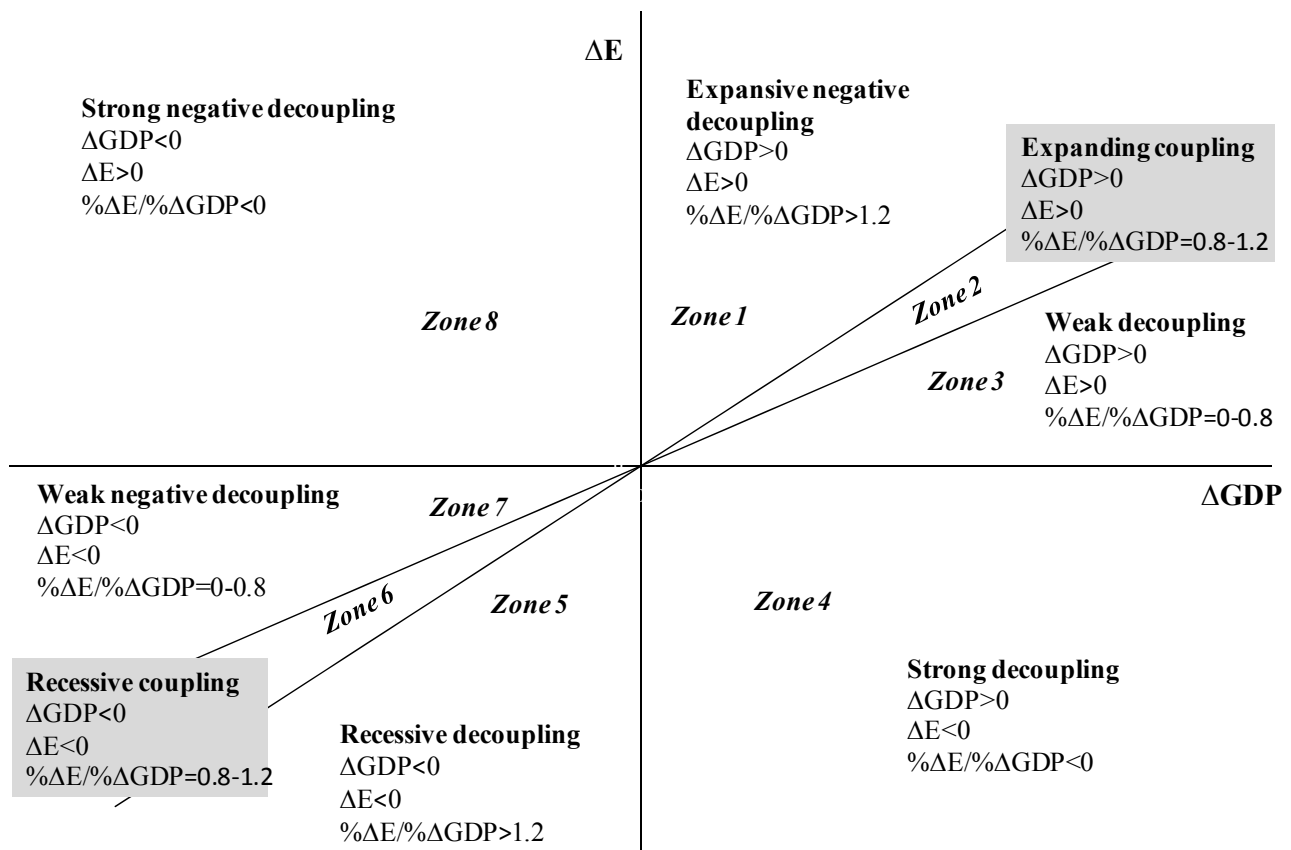 ΔE
Strong negative decoupling
ΔGDP<0
ΔE>0
%ΔE/%ΔGDP<0
Zone 8
Expansive negative
decoupling
ΔGDP>0
ΔE>0
%ΔE/%ΔGDP>1.2
Zone 1
Expanding coupling
ΔGDP>0
ΔE>0
%ΔE/%ΔGDP=0.8-1.2
Zone 2
Weak decoupling
ΔGDP>0
ΔE>0
%ΔE/%ΔGDP=0-0.8
Zone 3
ΔGDP
Weak negative decoupling
ΔGDP<0
ΔE<0
%ΔE/%ΔGDP=0-0.8
Zone 7
Zone 6
Zone 5
Zone 4
Recessive coupling
ΔGDP<0
ΔE<0
%ΔE/%ΔGDP=0.8-1.2
Recessive decoupling
ΔGDP<0
ΔE<0
%ΔE/%ΔGDP>1.2
Strong decoupling
ΔGDP>0
ΔE<0
%ΔE/%ΔGDP<0